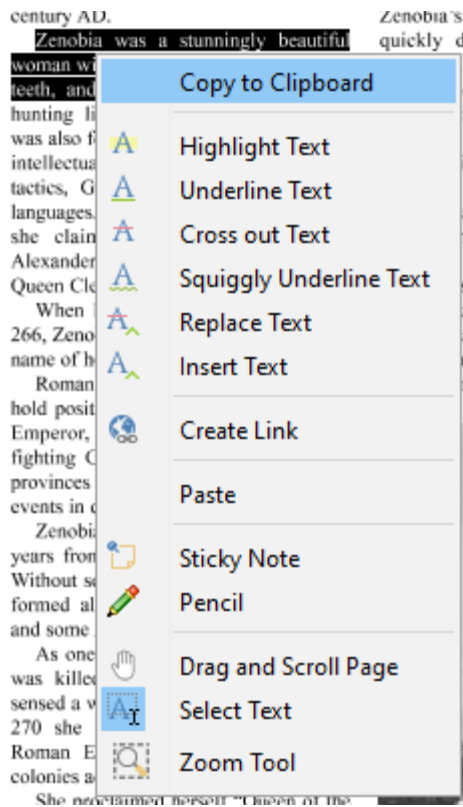 century AD.
Zenobia was a stunningly beautiful
woman wi
teeth, and
hunting li
was also f
intellectua
tactics, G
languages.
she claim
Alexander
Queen Cle
When
266, Zeno
name of h
Roman
hold posit
Emperor,
fighting C
provinces
events in
Zenobia
years from
Without
formed al
and some
As one
was killed
sensed a
270 she
Roman E
colonies a
She proclaimed herself "Queen of the
Zenobia's
quickly d
Copy to Clipboard
Highlight Text
Underline Text
Cross out Text
Squiggly Underline Text
Replace Text
Insert Text
Create Link
Paste
Sticky Note
Pencil
Drag and Scroll Page
Select Text
Zoom Tool